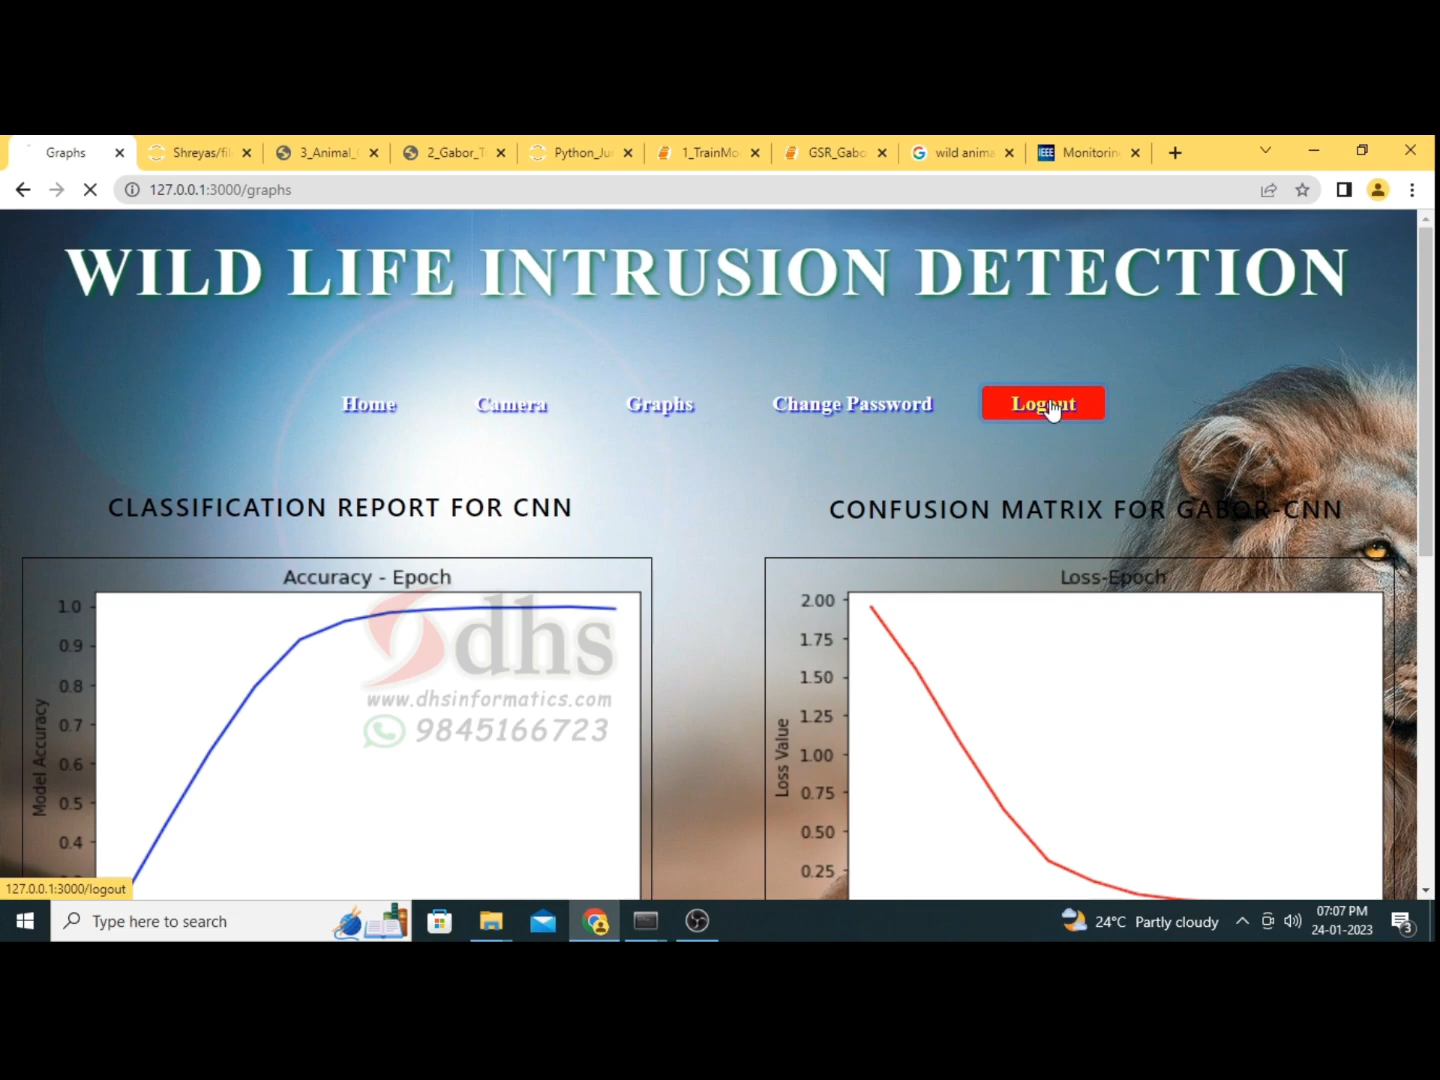 Graphs
Shreyas/fil
3_Animal_
2_Gabor_T
Python_Ju
1_TrainMo
GSR_Gabo
wild anima
IEEE
Monitorin
127.0.0.1:3000/graphs
WILD LIFE INTRUSION DETECTION
Home
Camera
Graphs
Change Password
Logout
CLASSIFICATION REPORT FOR CNN
CONFUSION MATRIX FOR GABOR-CNN
Accuracy - Epoch
1.0
0.9
0.8
0.7
0.6
0.5
0.4
Model Accuracy
dhs
www.dhsinformatics.com
9845166723
Loss-Epoch
2.00
1.75
1.50
1.25
1.00
0.75
0.50
0.25
Loss Value
127.0.0.1:3000/logout
Type here to search
24°C Partly cloudy
07:07 PM
24-01-2023
3